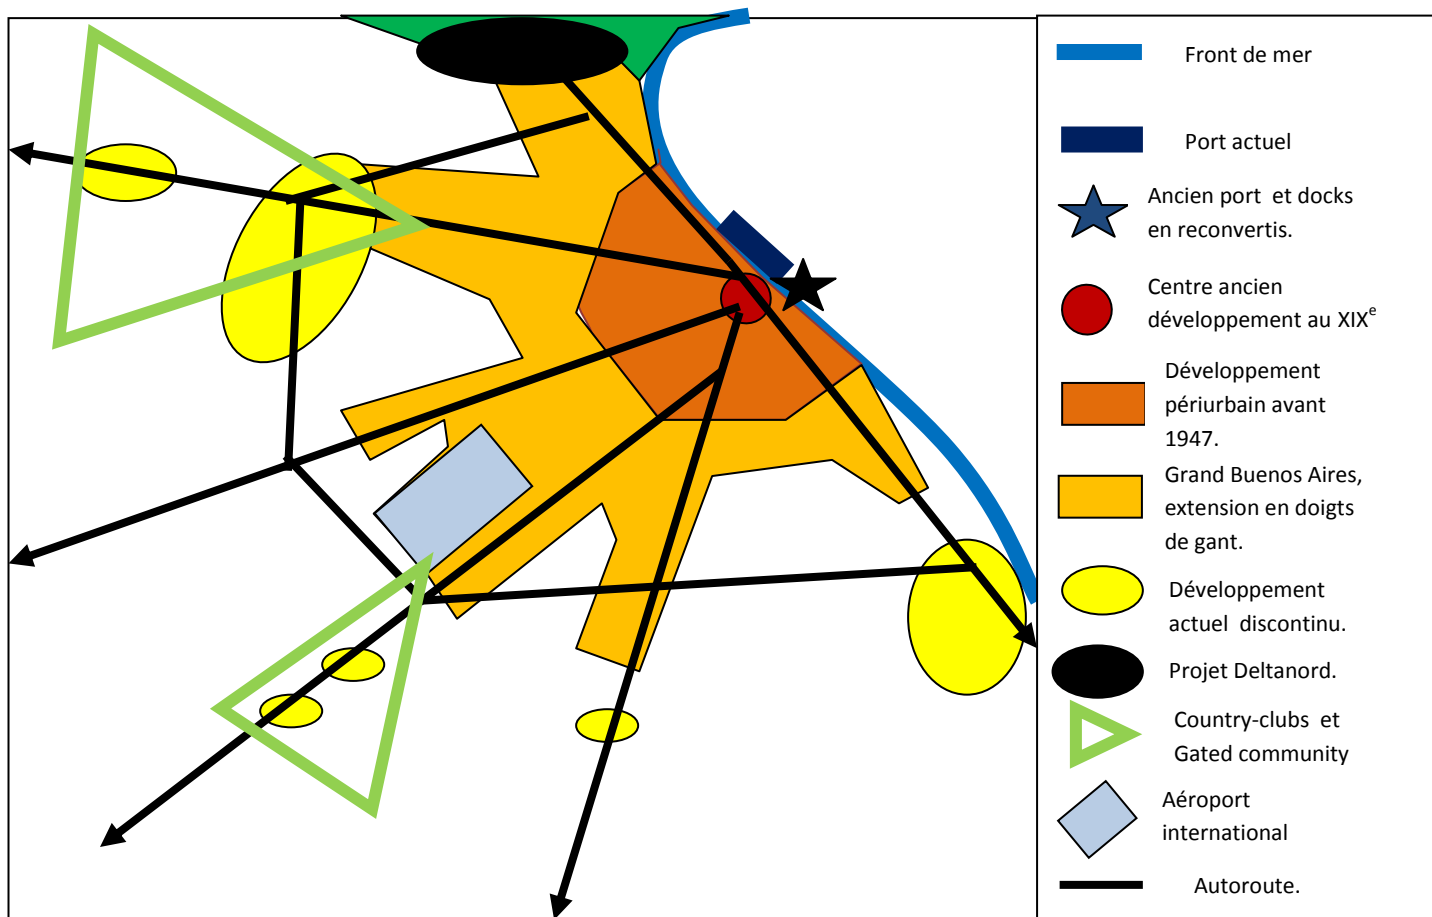 Front de mer
Port actuel
Ancien port et docks
en reconvertis.
Centre ancien
développement au XIXe
Développement
périurbain avant
1947.
Grand Buenos Aires,
extension en doigts
de gant.
Développement
actuel discontinu.
Projet Deltanord.
Country-clubs et
Gated community
Aéroport
international
Autoroute.